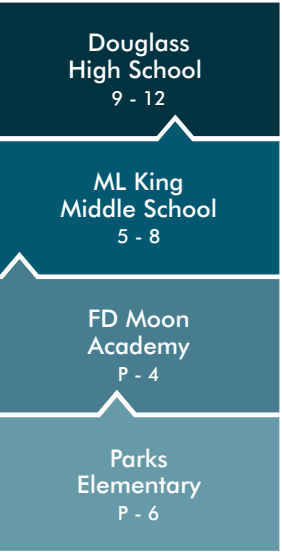 Douglass
High School
9 - 12
ML King
Middle School
5 - 8
FD Moon
Academy
P - 4
Parks
Elementary
P - 6